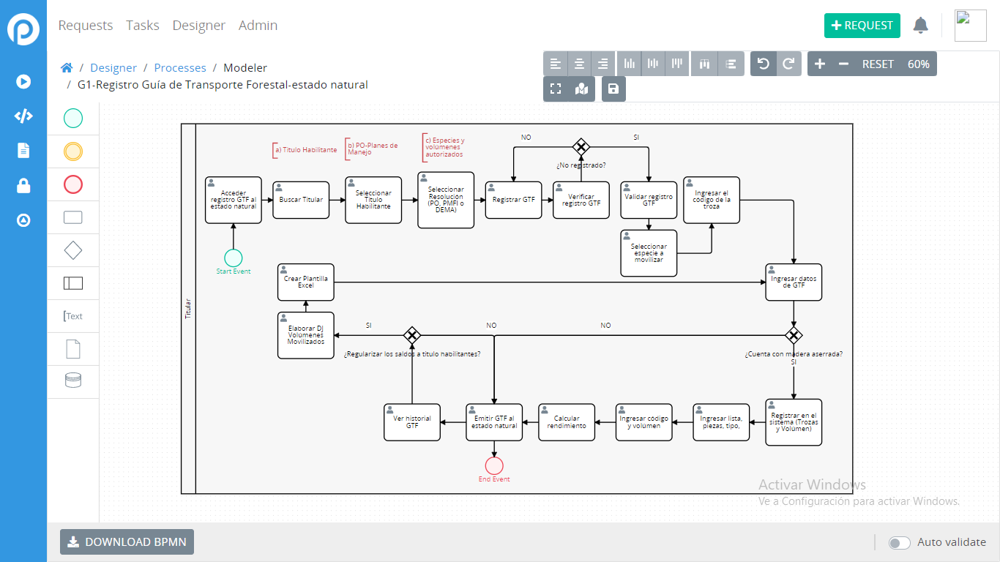 Requests Tasks Designer Admin
+ REQUEST
/ Designer / Processes / Modeler
/ G1-Registro Guía de Transporte Forestal-estado natural
RESET 60%
[Text
Titular
a) Titulo Habilitante
b) PO-Planes de
Manejo
c) Especies y
volúmenes
autorizados
NO
SI
¿No registrado?
Acceder
registro GTF al
estado natural
Buscar Titular
Seleccionar
Titulo
Habilitante
Seleccionar
Resolución
(PO, PMFI o
DEMA)
Registrar GTF
Verificar
registro GTF
Validar registro
GTF
Ingresar el
código de la
troza
Seleccionar
especie a
movilizar
Start Event
Crear Plantilla
Excel
Ingresar datos
de GTF
Elaborar DJ
Volúmenes
Movilizados
SI
NO
NO
¿Regularizar los saldos a titulo habilitantes?
¿Cuenta con madera aserrada?
SI
Ver historial
GTF
Emitir GTF al
estado natural
Calcular
rendimiento
Ingresar código
y volúmen
Ingresar lista,
piezas, tipo,
Registrar en el
sistema (Trozas
y Volúmen)
End Event
Activar Windows
Ve a Configuración para activar Windows.
DOWNLOAD BPMN
Auto validate